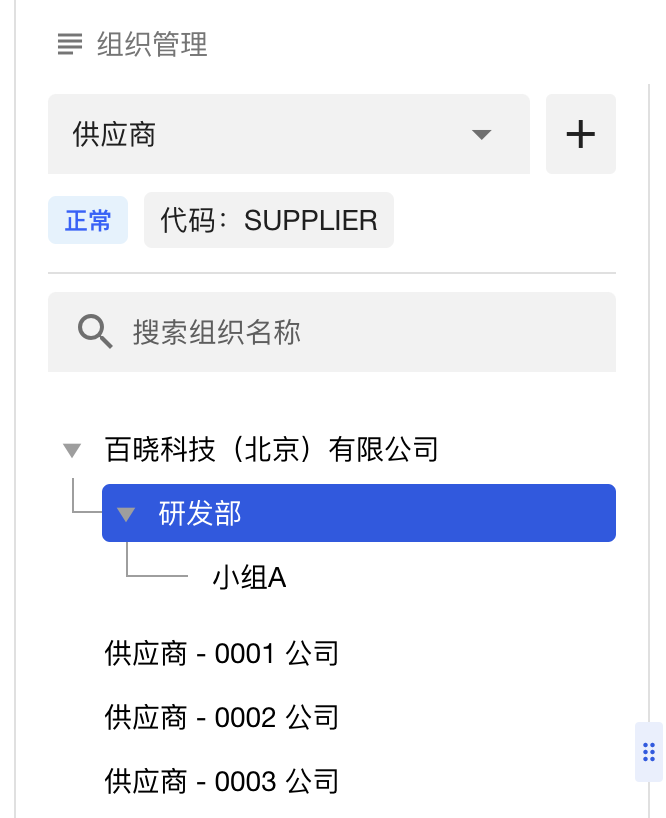 组织管理
供应商
正常 代码：SUPPLIER
搜索组织名称
百晓科技（北京）有限公司
研发部
小组A
供应商 - 0001 公司
供应商 - 0002 公司
供应商 - 0003 公司